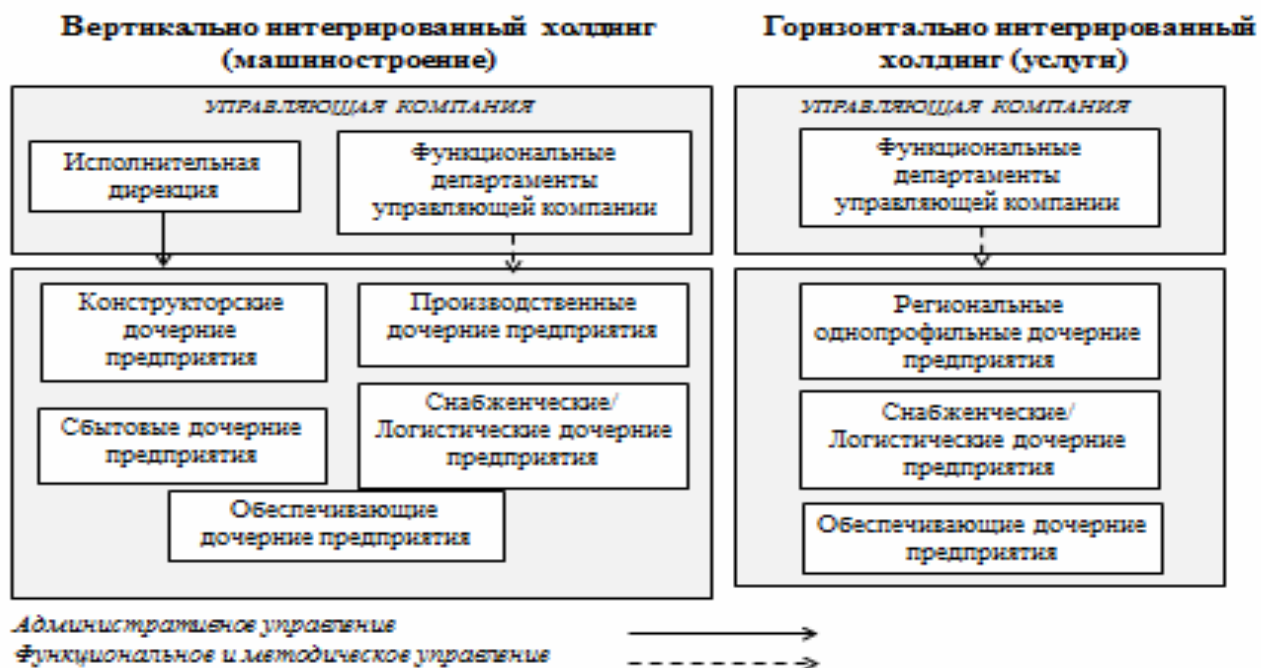 Вертикально интегрированный холдинг
(машиностроение)
УПРАВЛЯЮЩАЯ КОМПАНИЯ
Исполнительная
дирекция
Функциональные
департаменты
управляющей компании
Конструкторские
дочерние
предприятия
Производственные
дочерние предприятия
Сбытовые дочерние
предприятия
Снабженческие/
Логистические дочерние
предприятия
Обеспечивающие
дочерние предприятия
Горизонтально интегрированный
холдинг (услуги)
УПРАВЛЯЮЩАЯ КОМПАНИЯ
Функциональные
департаменты
управляющей компании
Региональные
однопрофильные дочерние
предприятия
Снабженческие/
Логистические дочерние
предприятия
Обеспечивающие дочерние
предприятия
Административное управление
Функциональное и методическое управление